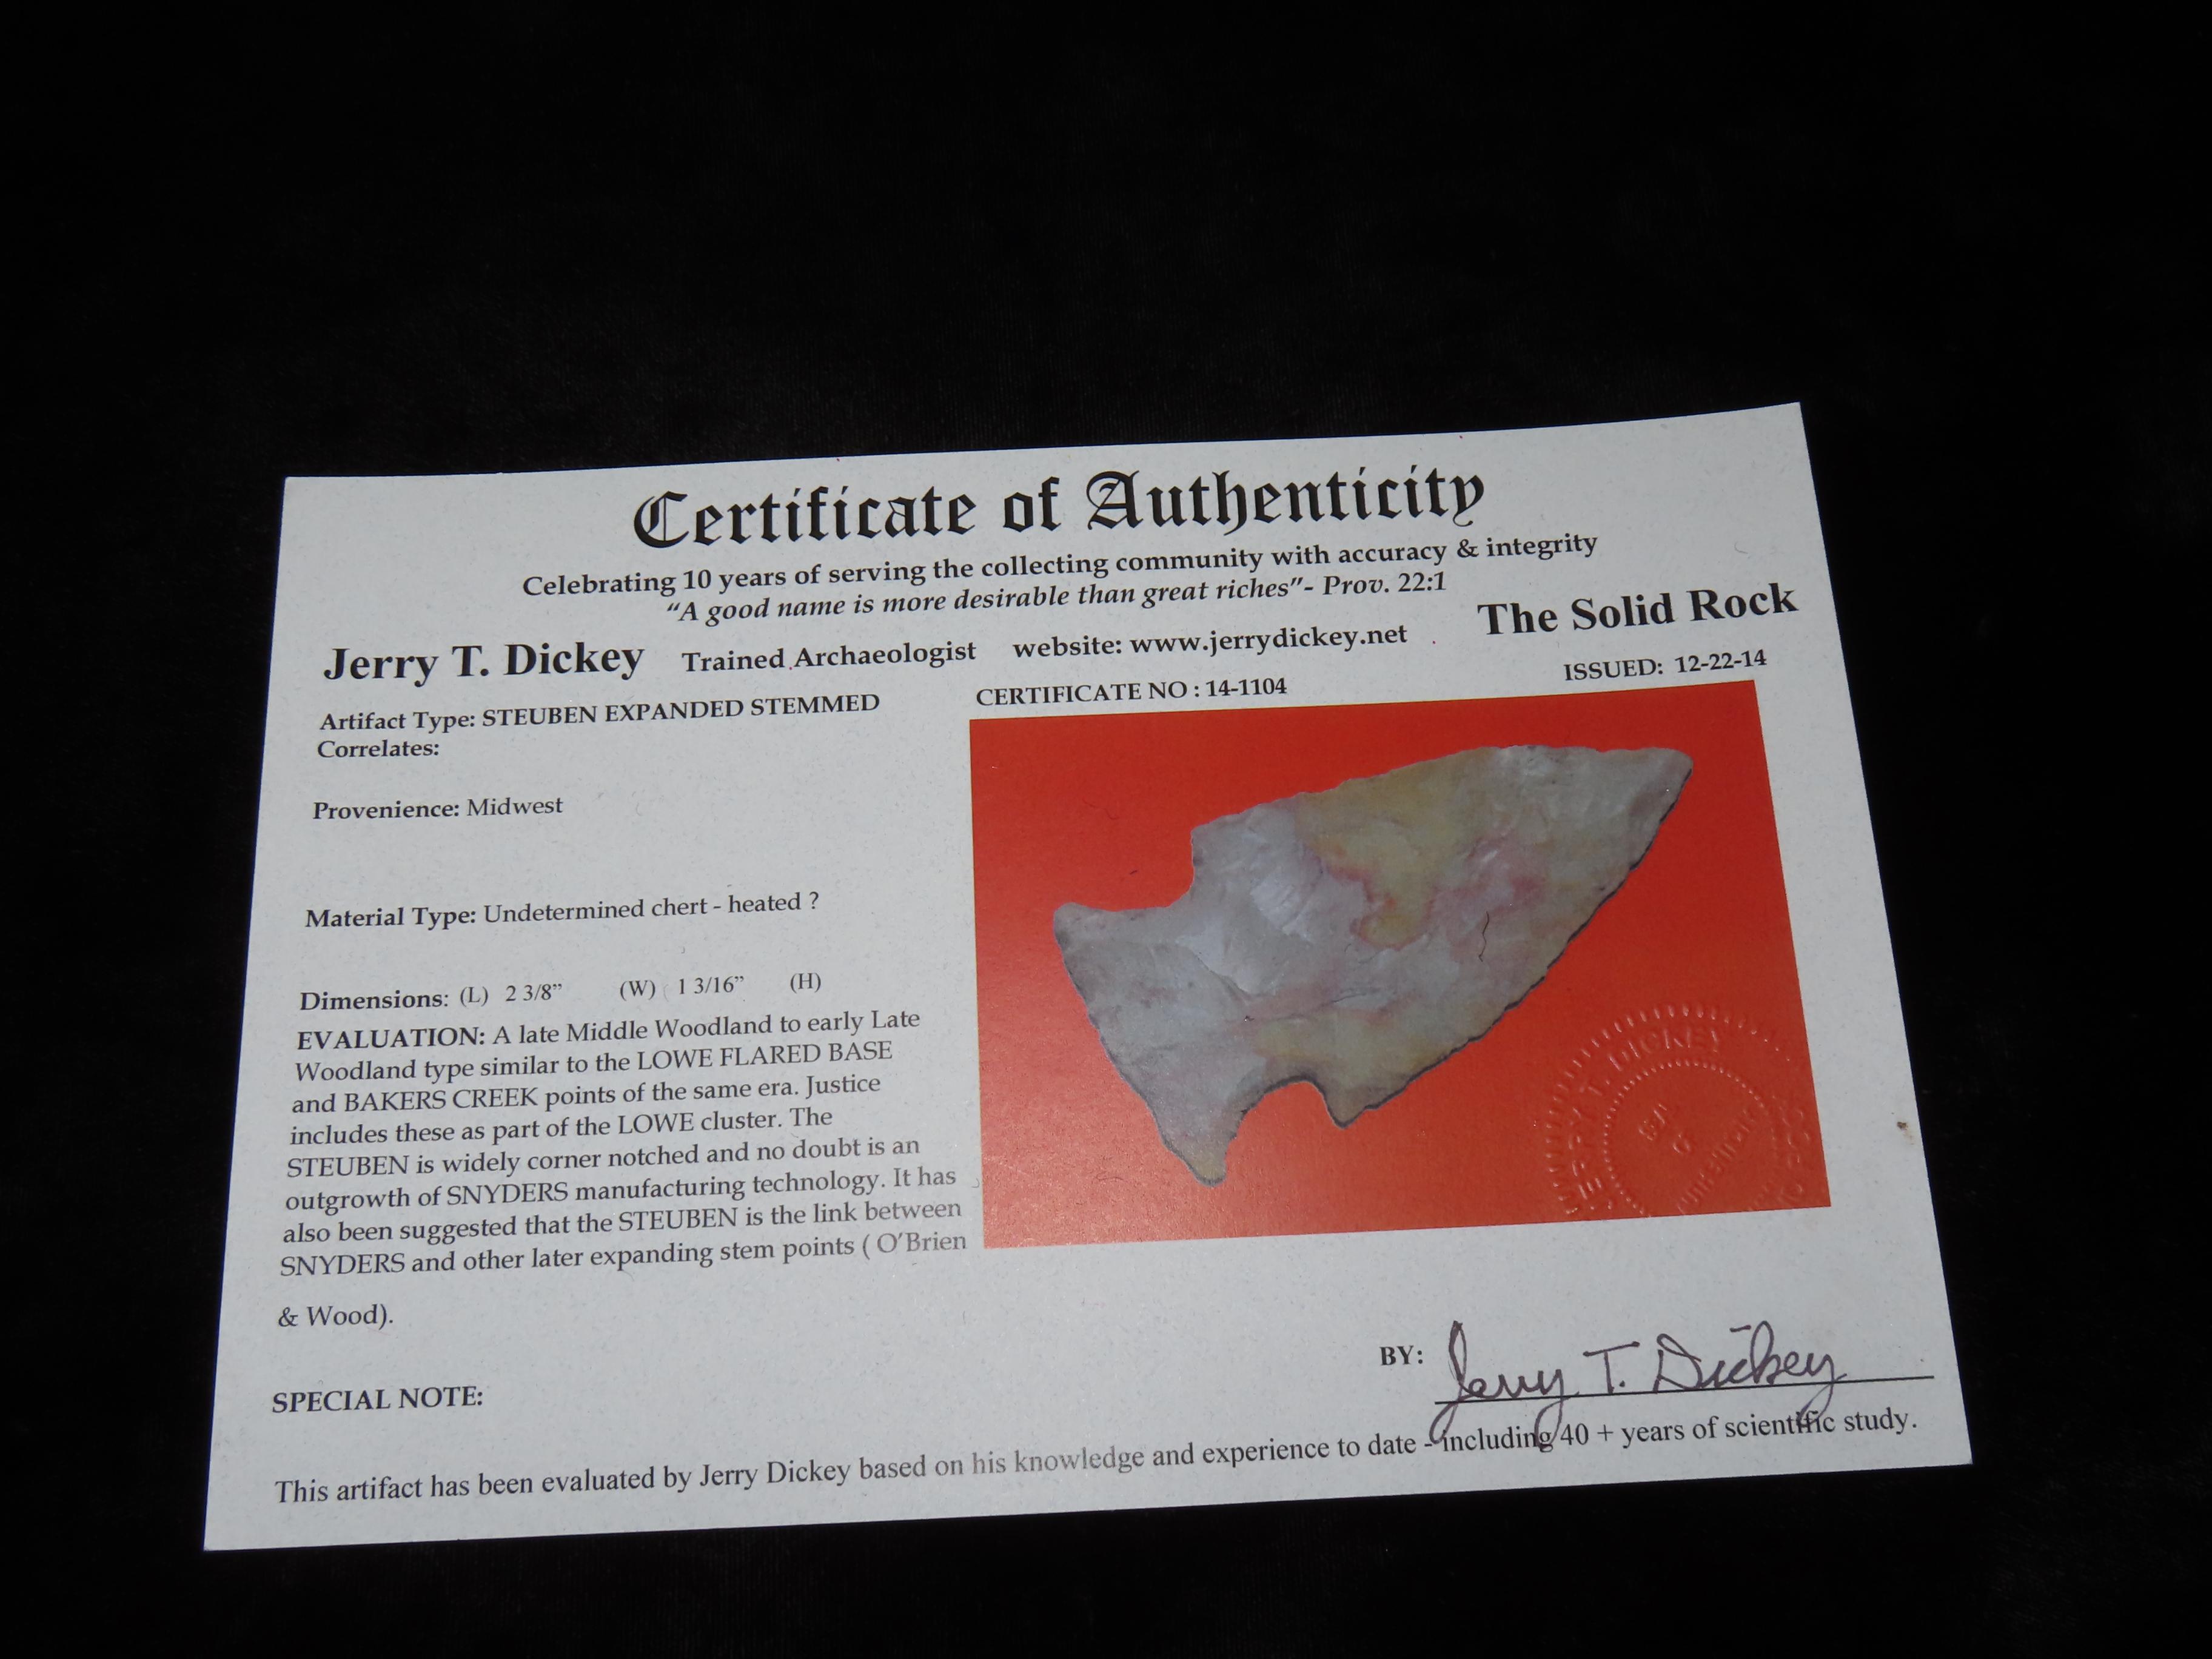 Certificate of Authenticity
Celebrating 10 years of serving the collecting community with accuracy & integrity
"A good name is more desirable than great riches"- Prov. 22:1
Jerry T. Dickey Trained Archaeologist website: www.jerrydickey.net The Solid Rock
CERTIFICATE NO : 14-1104 ISSUED: 12-22-14
Artifact Type: STEUBEN EXPANDED STEMMED
Correlates:
Provenience: Midwest
Material Type: Undetermined chert - heated ?
Dimensions: (L) 2 3/8" (W) 1 3/16" (H)
EVALUATION: A late Middle Woodland to early Late
Woodland type similar to the LOWE FLARED BASE
and BAKERS CREEK points of the same era. Justice
includes these as part of the LOWE cluster. The
STEUBEN is widely corner notched and no doubt is an
outgrowth of SNYDERS manufacturing technology. It has
also been suggested that the STEUBEN is the link between
SNYDERS and other later expanding stem points ( O'Brien
& Wood).
JERRY T. DICKEY
BY: Jerry T. Dickey
SPECIAL NOTE:
This artifact has been evaluated by Jerry Dickey based on his knowledge and experience to date - including 40 + years of scientific study.